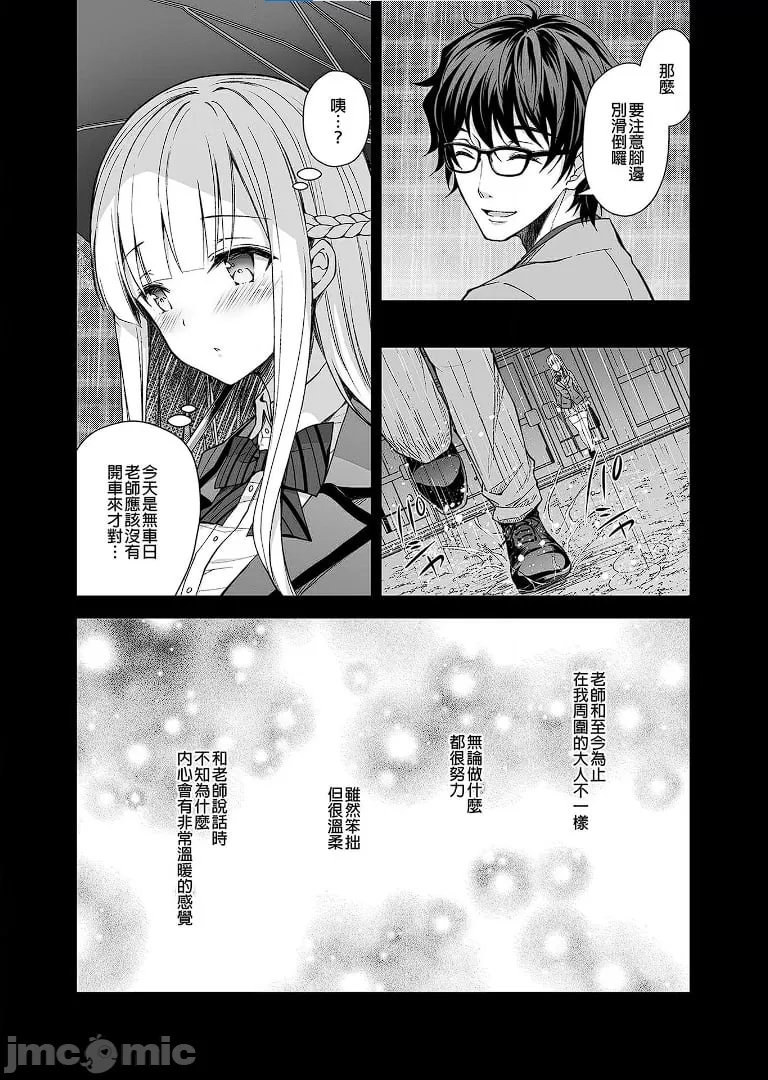 那麼
要注意腳邊
別滑倒囉
咦…?
今天是無車日
老師應該沒有
開車來才對…
老師和至今為止
在我周圍的大人不一樣
無論做什麼
都很努力
雖然笨拙
但很溫柔
和老師說話時
不知為什麼
內心會有非常溫暖的感覺
jmcomic